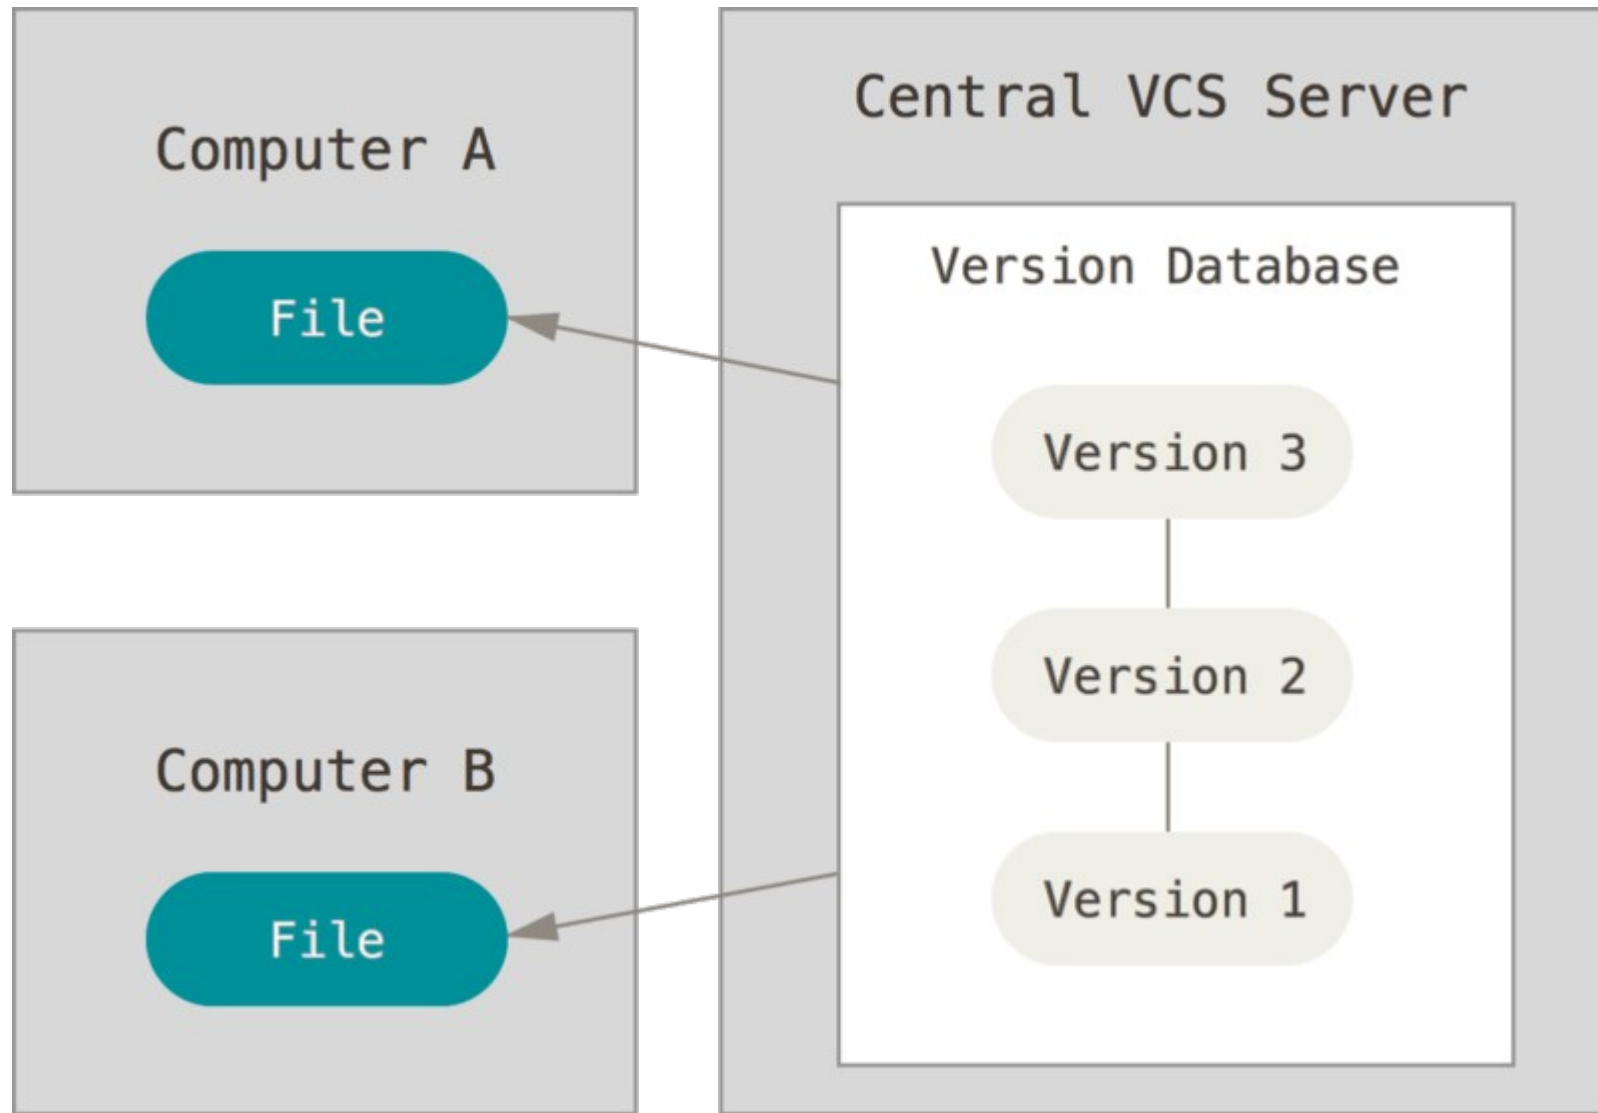 Computer A
File
Computer B
File
Central VCS Server
Version Database
Version 3
Version 2
Version 1